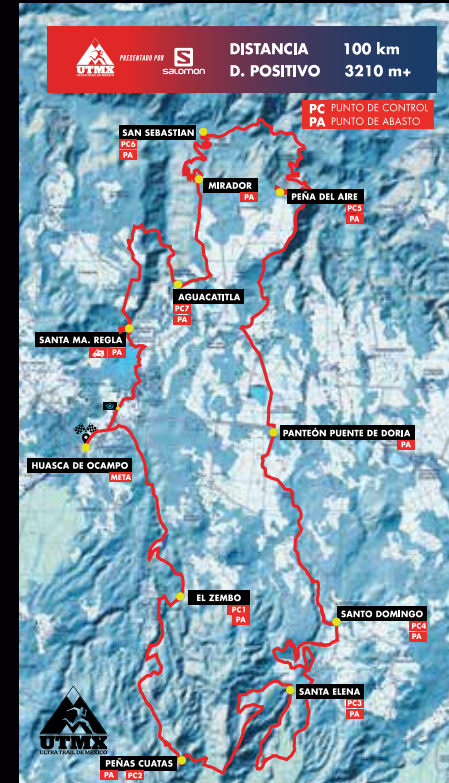 UTMX
ULTRA TRAIL DE MÉXICO
PRESENTADO POR
S
SALOMON
DISTANCIA 100 km
D. POSITIVO 3210 m+
PC PUNTO DE CONTROL
PA PUNTO DE ABASTO
SAN SEBASTIAN
PC6
PA
MIRADOR
PA
PEÑA DEL AIRE
PC5
PA
AGUACATITLA
PC7
PA
SANTA MA. REGLA
PA
PANTEÓN PUENTE DE DORIA
PA
HUASCA DE OCAMPO
META
EL ZEMBO
PC1
PA
SANTO DOMINGO
PC4
PA
SANTA ELENA
PC3
PA
UTMX
ULTRA TRAIL DE MÉXICO
PEÑAS CUATAS
PA PC2